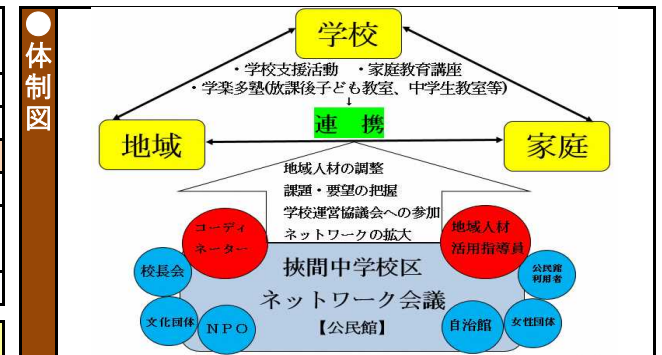 ●体制図
学校
・学校支援活動　・家庭教育講座
・学楽多塾(放課後子ども教室、中学生教室等)
↓
連　携
地域
家庭
地域人材の調整
課題・要望の把握
学校運営協議会への参加
ネットワークの拡大
コーディ
ネーター
地域人材
活用指導員
校長会
公民館
利用者
挾間中学校区
ネットワーク会議
【公民館】
文化団体
NPO
自治館
女性団体